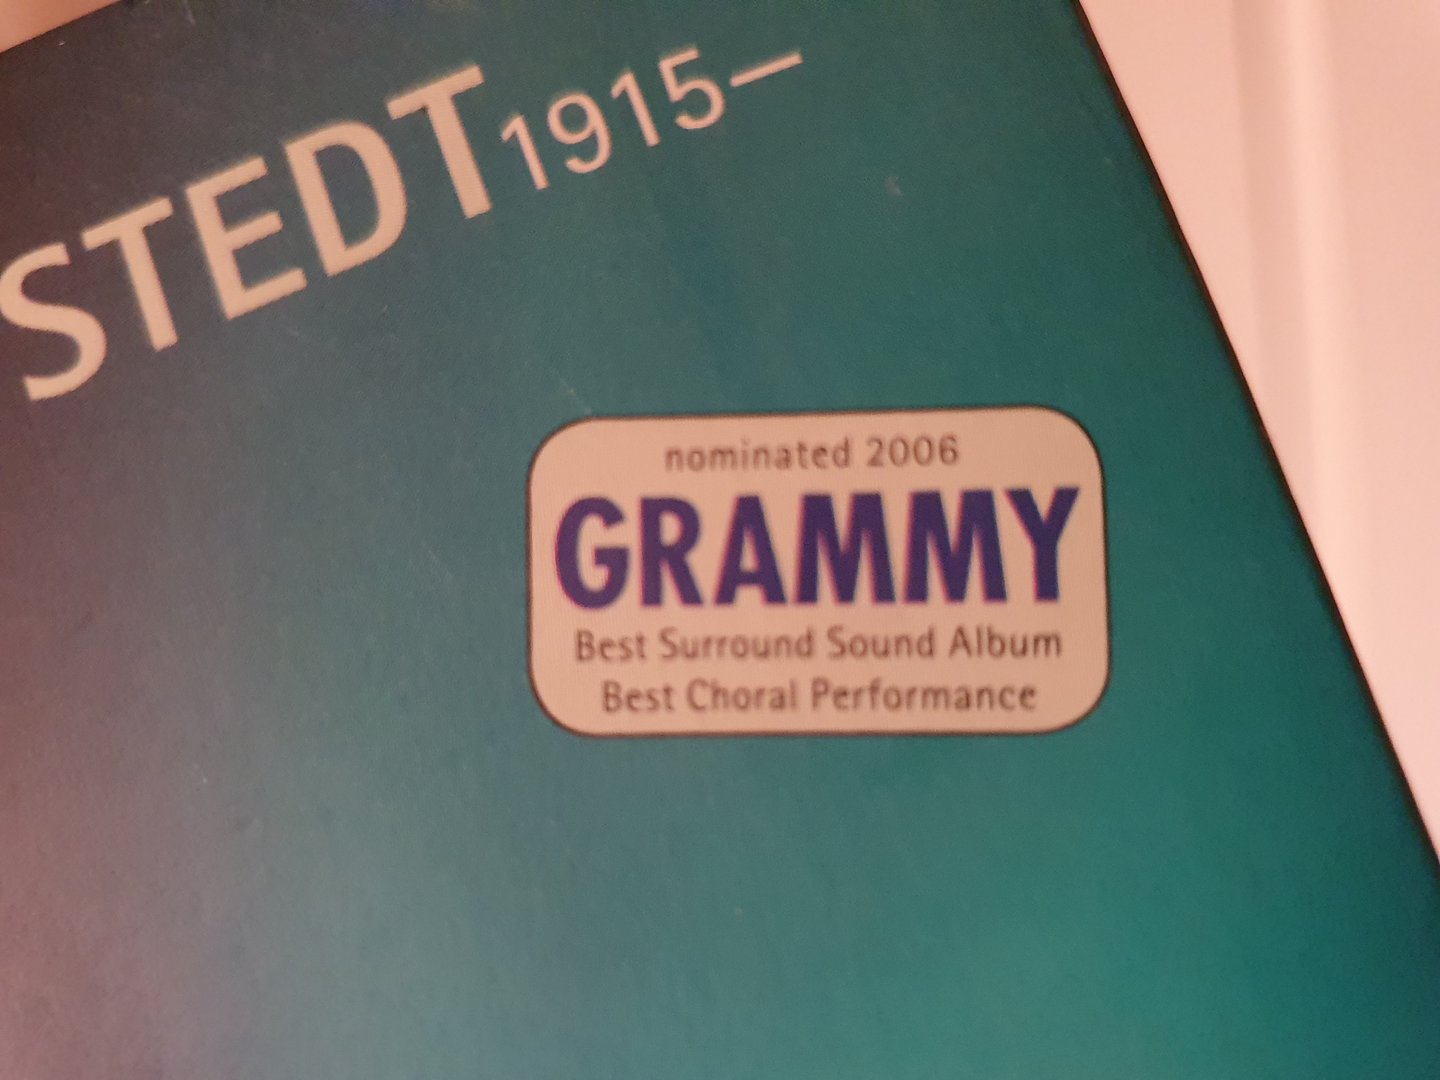 STEDT 1915–
nominated 2006
GRAMMY
Best Surround Sound Album
Best Choral Performance